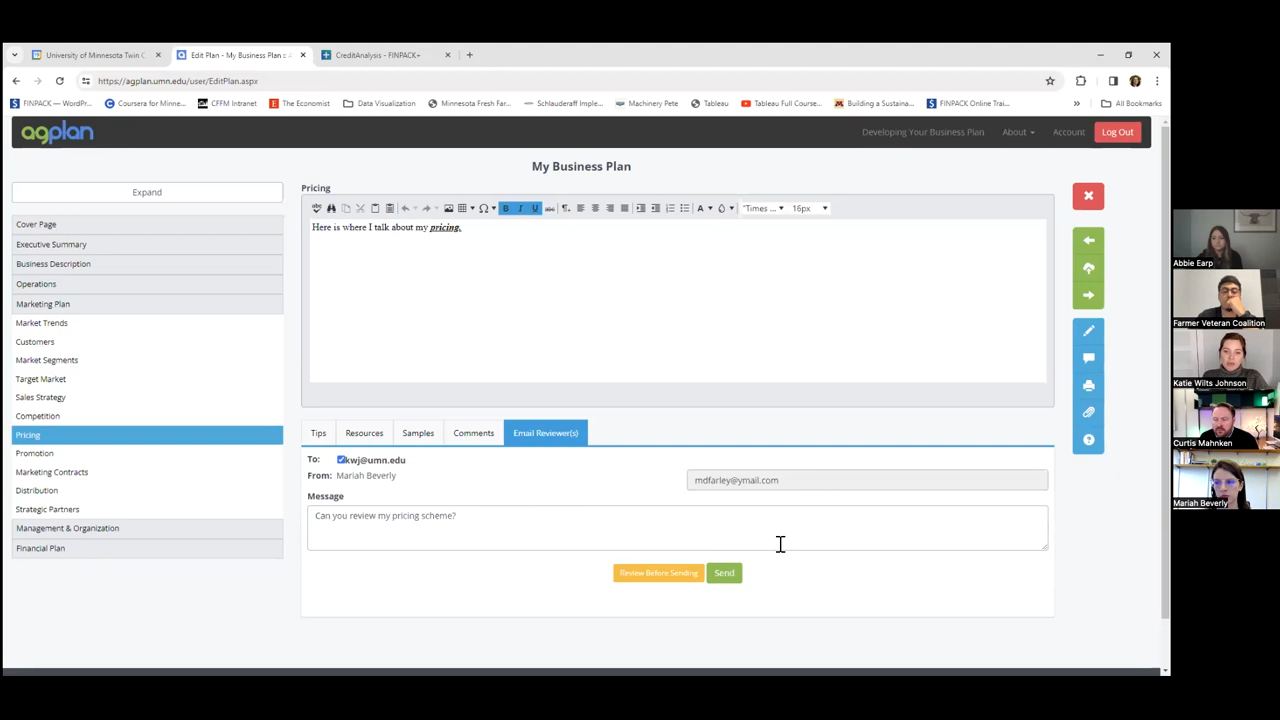 University of Minnesota Twin C
Edit Plan - My Business Plan :: A
CreditAnalysis - FINPACK+
https://agplan.umn.edu/user/EditPlan.aspx
FINPACK — WordPr...
Coursera for Minne...
CFFM Intranet
The Economist
Data Visualization
Minnesota Fresh Far...
Schlauderaff Imple...
Machinery Pete
Tableau
Tableau Full Course...
Building a Sustaina...
FINPACK Online Trai...
All Bookmarks
agplan
Developing Your Business Plan
About
Account
Log Out
My Business Plan
Expand
Cover Page
Executive Summary
Business Description
Operations
Marketing Plan
Market Trends
Customers
Market Segments
Target Market
Sales Strategy
Competition
Pricing
Promotion
Marketing Contracts
Distribution
Strategic Partners
Management & Organization
Financial Plan
Pricing
B I U abc A "Times ... 16px
Here is where I talk about my pricing.
Tips
Resources
Samples
Comments
Email Reviewer(s)
To: kwj@umn.edu
From: Mariah Beverly
mdfarley@ymail.com
Message
Can you review my pricing scheme?
Review Before Sending
Send
Abbie Earp
Farmer Veteran Coalition
Katie Wilts Johnson
Curtis Mahnken
Mariah Beverly